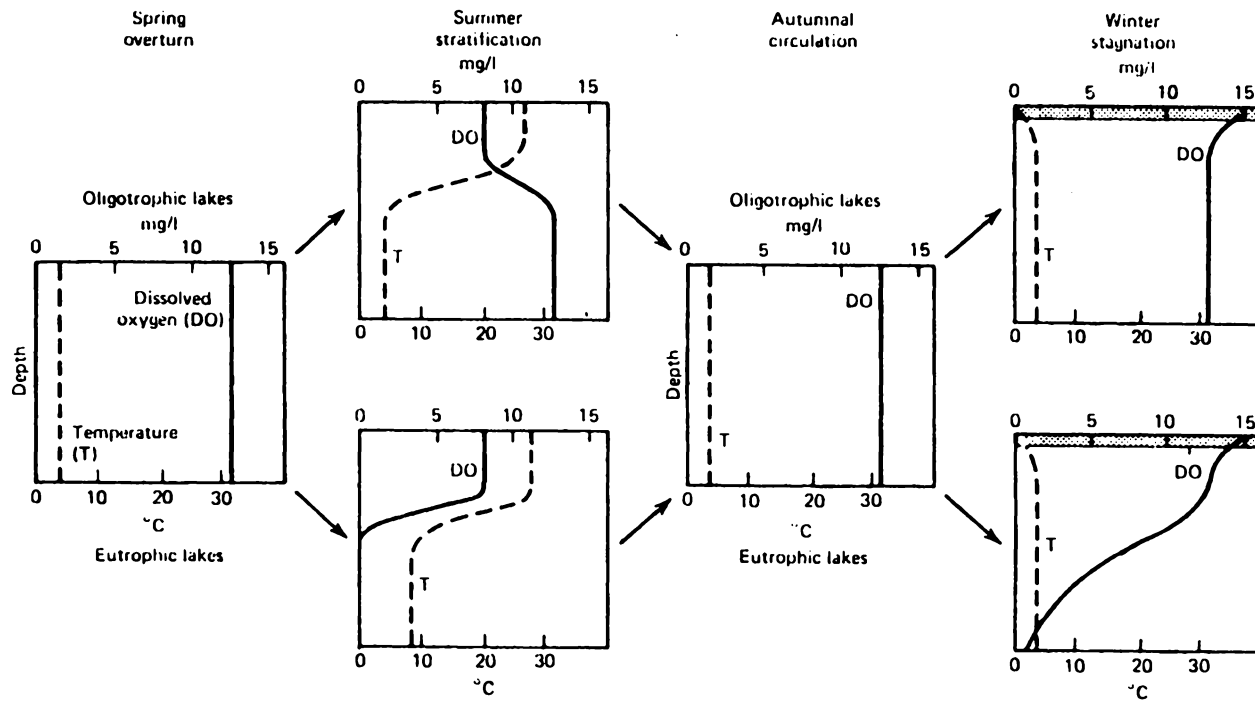 Spring
overturn
Summer
stratification
mg/l
0 5 10 15
DO
T
0 10 20 30
Autumnal
circulation
Winter
stagnation
mg/l
0 5 10 15
DO
T
0 10 20 30
Oligotrophic lakes
mg/l
0 5 10 15
Dissolved
oxygen (DO)
Depth
Temperature
(T)
0 10 20 30
°C
Eutrophic lakes
0 5 10 15
DO
T
0 10 20 30
°C
Oligotrophic lakes
mg/l
0 5 10 15
DO
Depth
T
0 10 20 30
°C
Eutrophic lakes
0 5 10 15
DO
T
0 10 20 30
°C